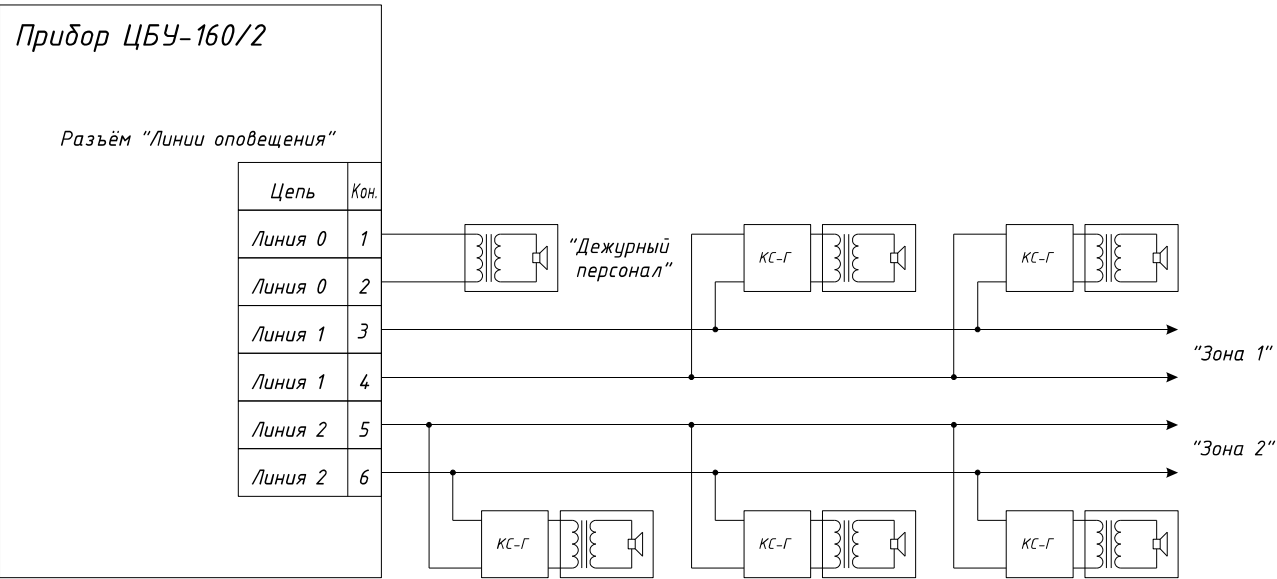 Прибор ЦБУ-160/2
Разъём "Линии оповещения"
Цепь Кон.
Линия 0 1
"Дежурный
персонал"
КС-Г
КС-Г
Линия 0 2
Линия 1 3
"Зона 1"
Линия 1 4
Линия 2 5
"Зона 2"
Линия 2 6
КС-Г
КС-Г
КС-Г